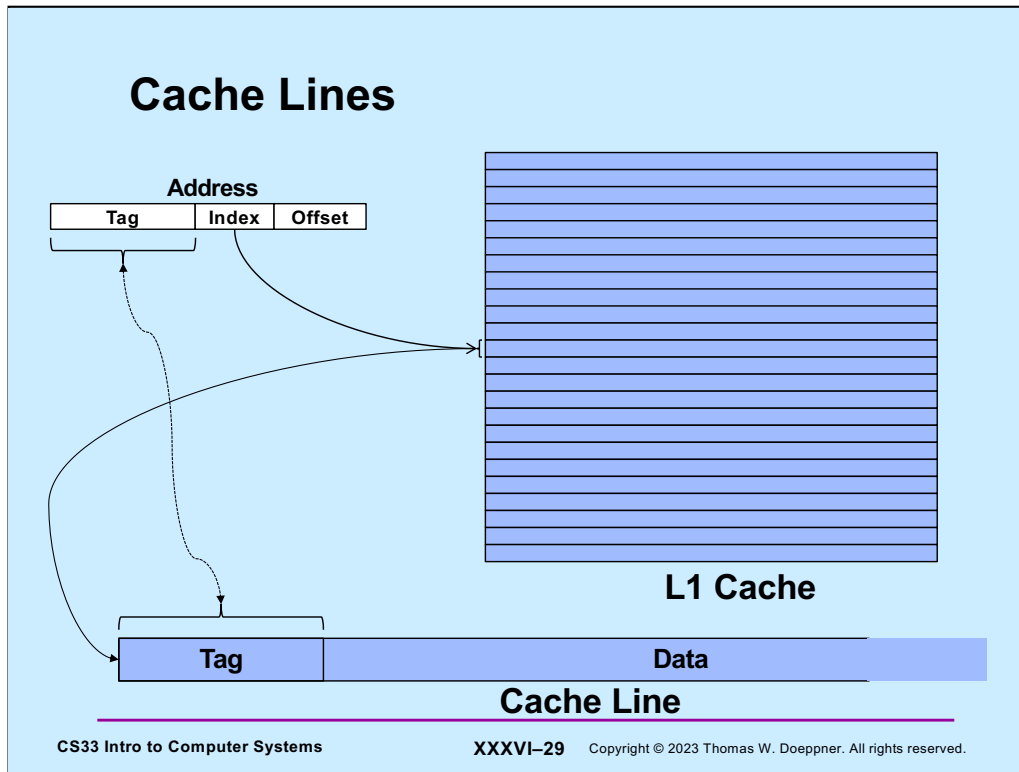 Cache Lines
Address
Tag Index Offset
L1 Cache
Tag Data
Cache Line
CS33 Intro to Computer Systems XXXVI–29 Copyright © 2023 Thomas W. Doeppner. All rights reserved.